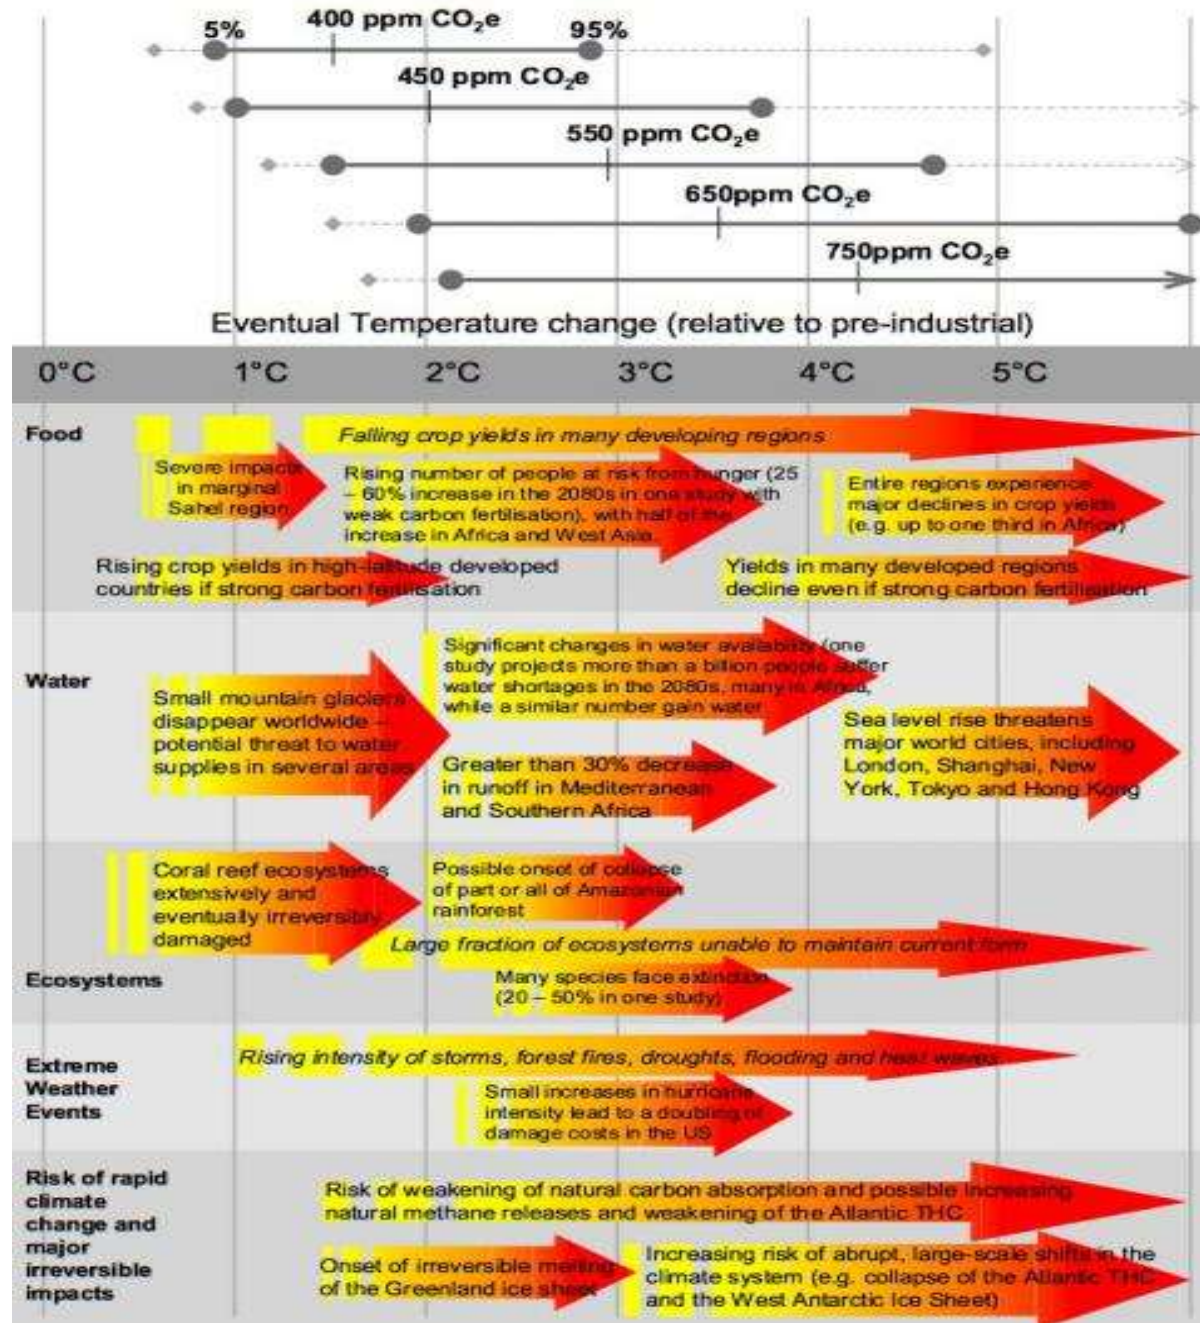 400 ppm CO₂e
5%
95%
450 ppm CO₂e
550 ppm CO₂e
650ppm CO₂e
750ppm CO₂e
Eventual Temperature change (relative to pre-industrial)
0°C 1°C 2°C 3°C 4°C 5°C
Food
Falling crop yields in many developing regions
Severe impacts
in marginal
Sahel region
Rising number of people at risk from hunger (25
– 60% increase in the 2080s in one study with
weak carbon fertilisation), with half of the
increase in Africa and West Asia.
Entire regions experience
major declines in crop yields
(e.g. up to one third in Africa)
Rising crop yields in high-latitude developed
countries if strong carbon fertilisation
Yields in many developed regions
decline even if strong carbon fertilisation
Water
Small mountain glaciers
disappear worldwide –
potential threat to water
supplies in several areas
Significant changes in water availability (one
study projects more than a billion people suffer
water shortages in the 2080s, many in Africa,
while a similar number gain water
Greater than 30% decrease
in runoff in Mediterranean
and Southern Africa
Sea level rise threatens
major world cities, including
London, Shanghai, New
York, Tokyo and Hong Kong
Ecosystems
Coral reef ecosystems
extensively and
eventually irreversibly
damaged
Possible onset of collapse
of part or all of Amazonian
rainforest
Large fraction of ecosystems unable to maintain current form
Many species face extinction
(20 – 50% in one study)
Extreme
Weather
Events
Rising intensity of storms, forest fires, droughts, flooding and heat waves
Small increases in hurricane
intensity lead to a doubling of
damage costs in the US
Risk of rapid
climate
change and
major
irreversible
impacts
Risk of weakening of natural carbon absorption and possible increasing
natural methane releases and weakening of the Atlantic THC
Onset of irreversible melting
of the Greenland ice sheet
Increasing risk of abrupt, large-scale shifts in the
climate system (e.g. collapse of the Atlantic THC
and the West Antarctic Ice Sheet)